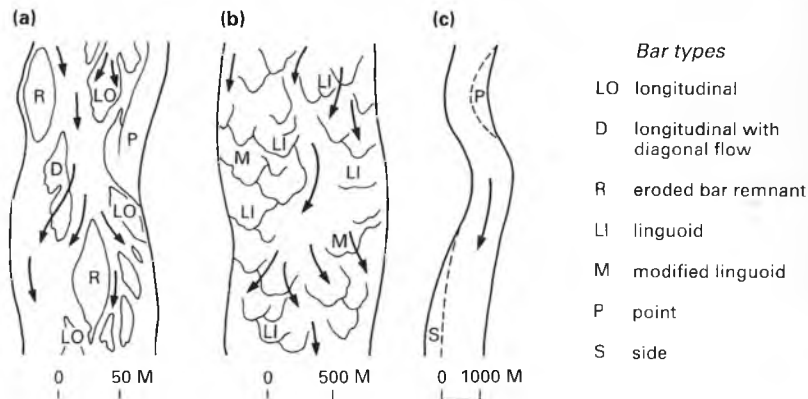 (a)
(b)
(c)
R
LO
P
D
LO
R
LO
LI
LI
M
LI
LI
M
LI
P
S
0 50 M
0 500 M
0 1000 M
Bar types
LO longitudinal
D longitudinal with
diagonal flow
R eroded bar remnant
LI linguoid
M modified linguoid
P point
S side